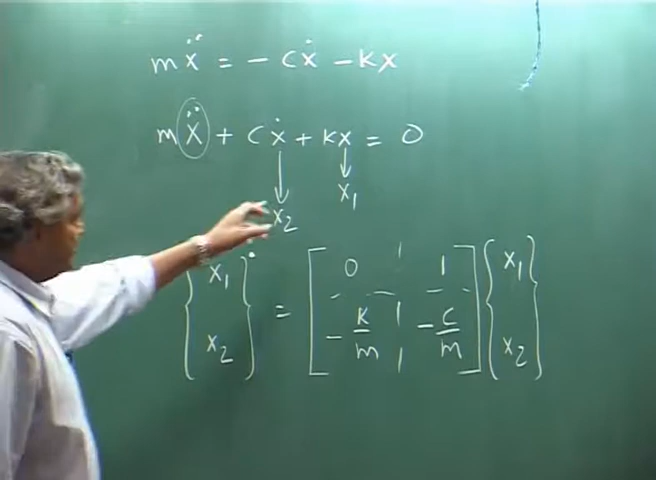 mẍ = - cẋ - kx
mẍ + cẋ + kx = 0
x₂ x₁
{x₁ x₂}˙ = [0 1 -k/m -c/m] {x₁ x₂}